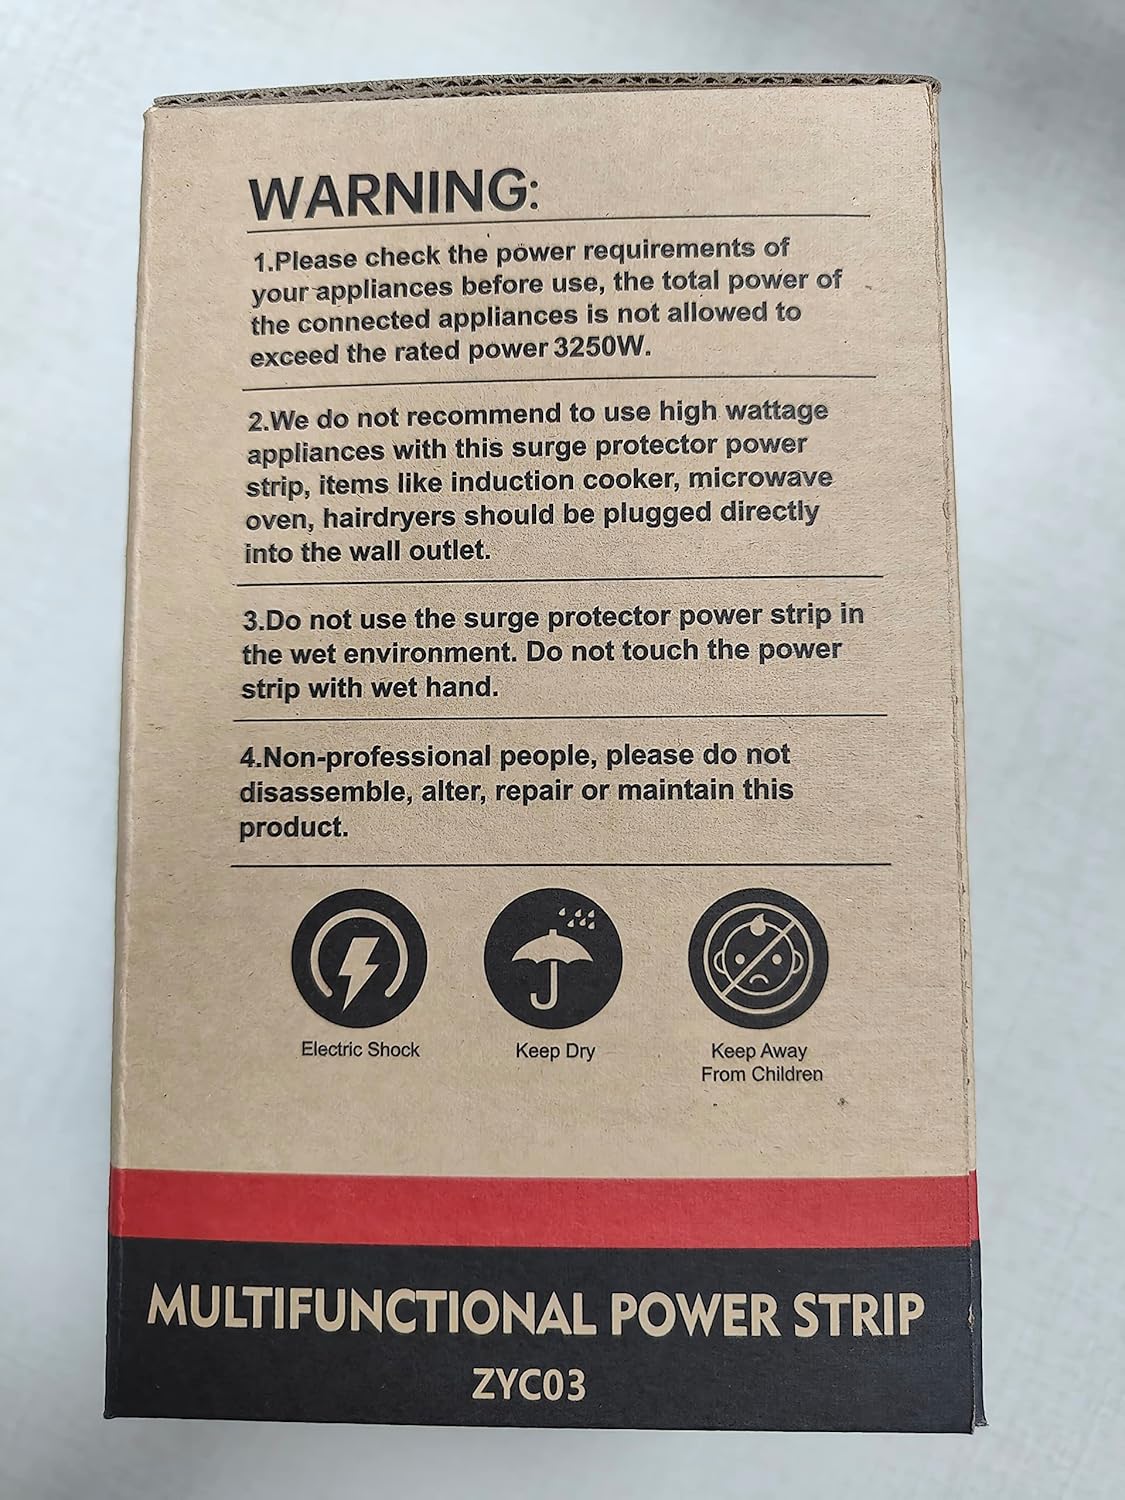 WARNING:
1.Please check the power requirements of
your appliances before use, the total power of
the connected appliances is not allowed to
exceed the rated power 3250W.
2.We do not recommend to use high wattage
appliances with this surge protector power
strip, items like induction cooker, microwave
oven, hairdryers should be plugged directly
into the wall outlet.
3.Do not use the surge protector power strip in
the wet environment. Do not touch the power
strip with wet hand.
4.Non-professional people, please do not
disassemble, alter, repair or maintain this
product.
Electric Shock
Keep Dry
Keep Away
From Children
MULTIFUNCTIONAL POWER STRIP
ZYC03